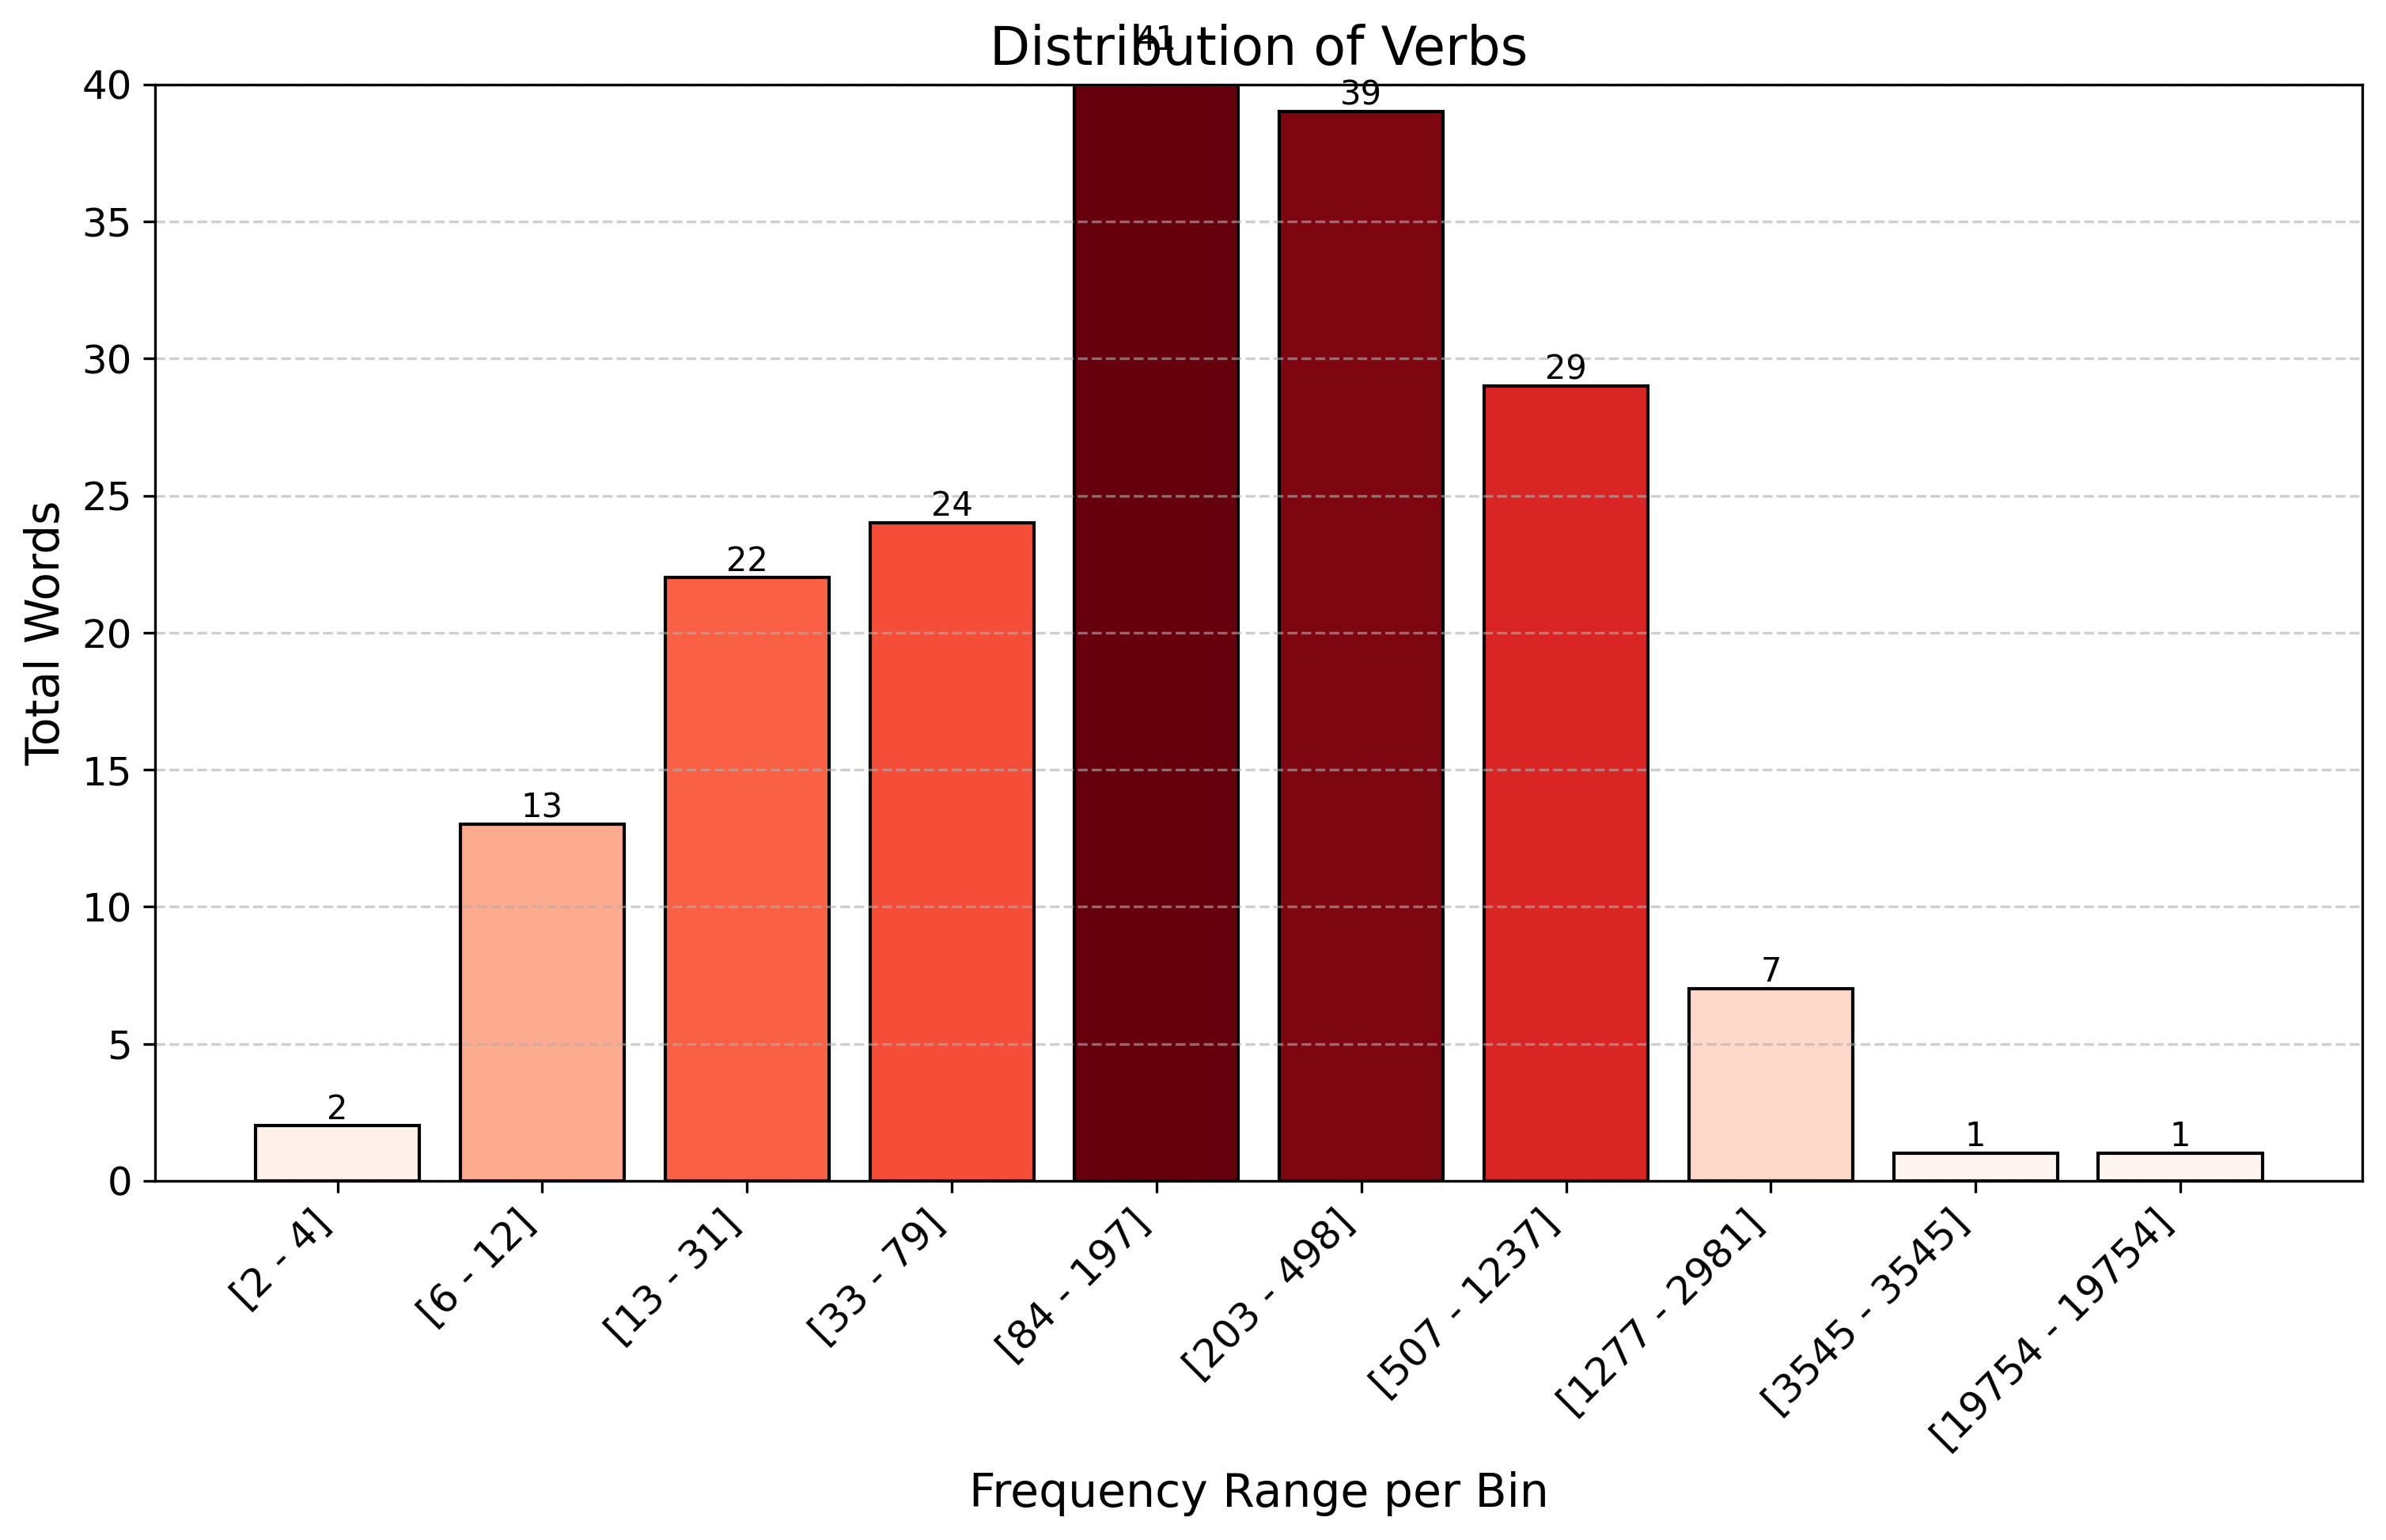 Distribution of Verbs
41
39
40
35
30
25
20
15
10
5
0
Total Words
2
13
22
24
29
7
1
1
[2 - 4]
[6 - 12]
[13 - 31]
[33 - 79]
[84 - 197]
[203 - 498]
[507 - 1237]
[1277 - 2981]
[3545 - 3545]
[19754 - 19754]
Frequency Range per Bin